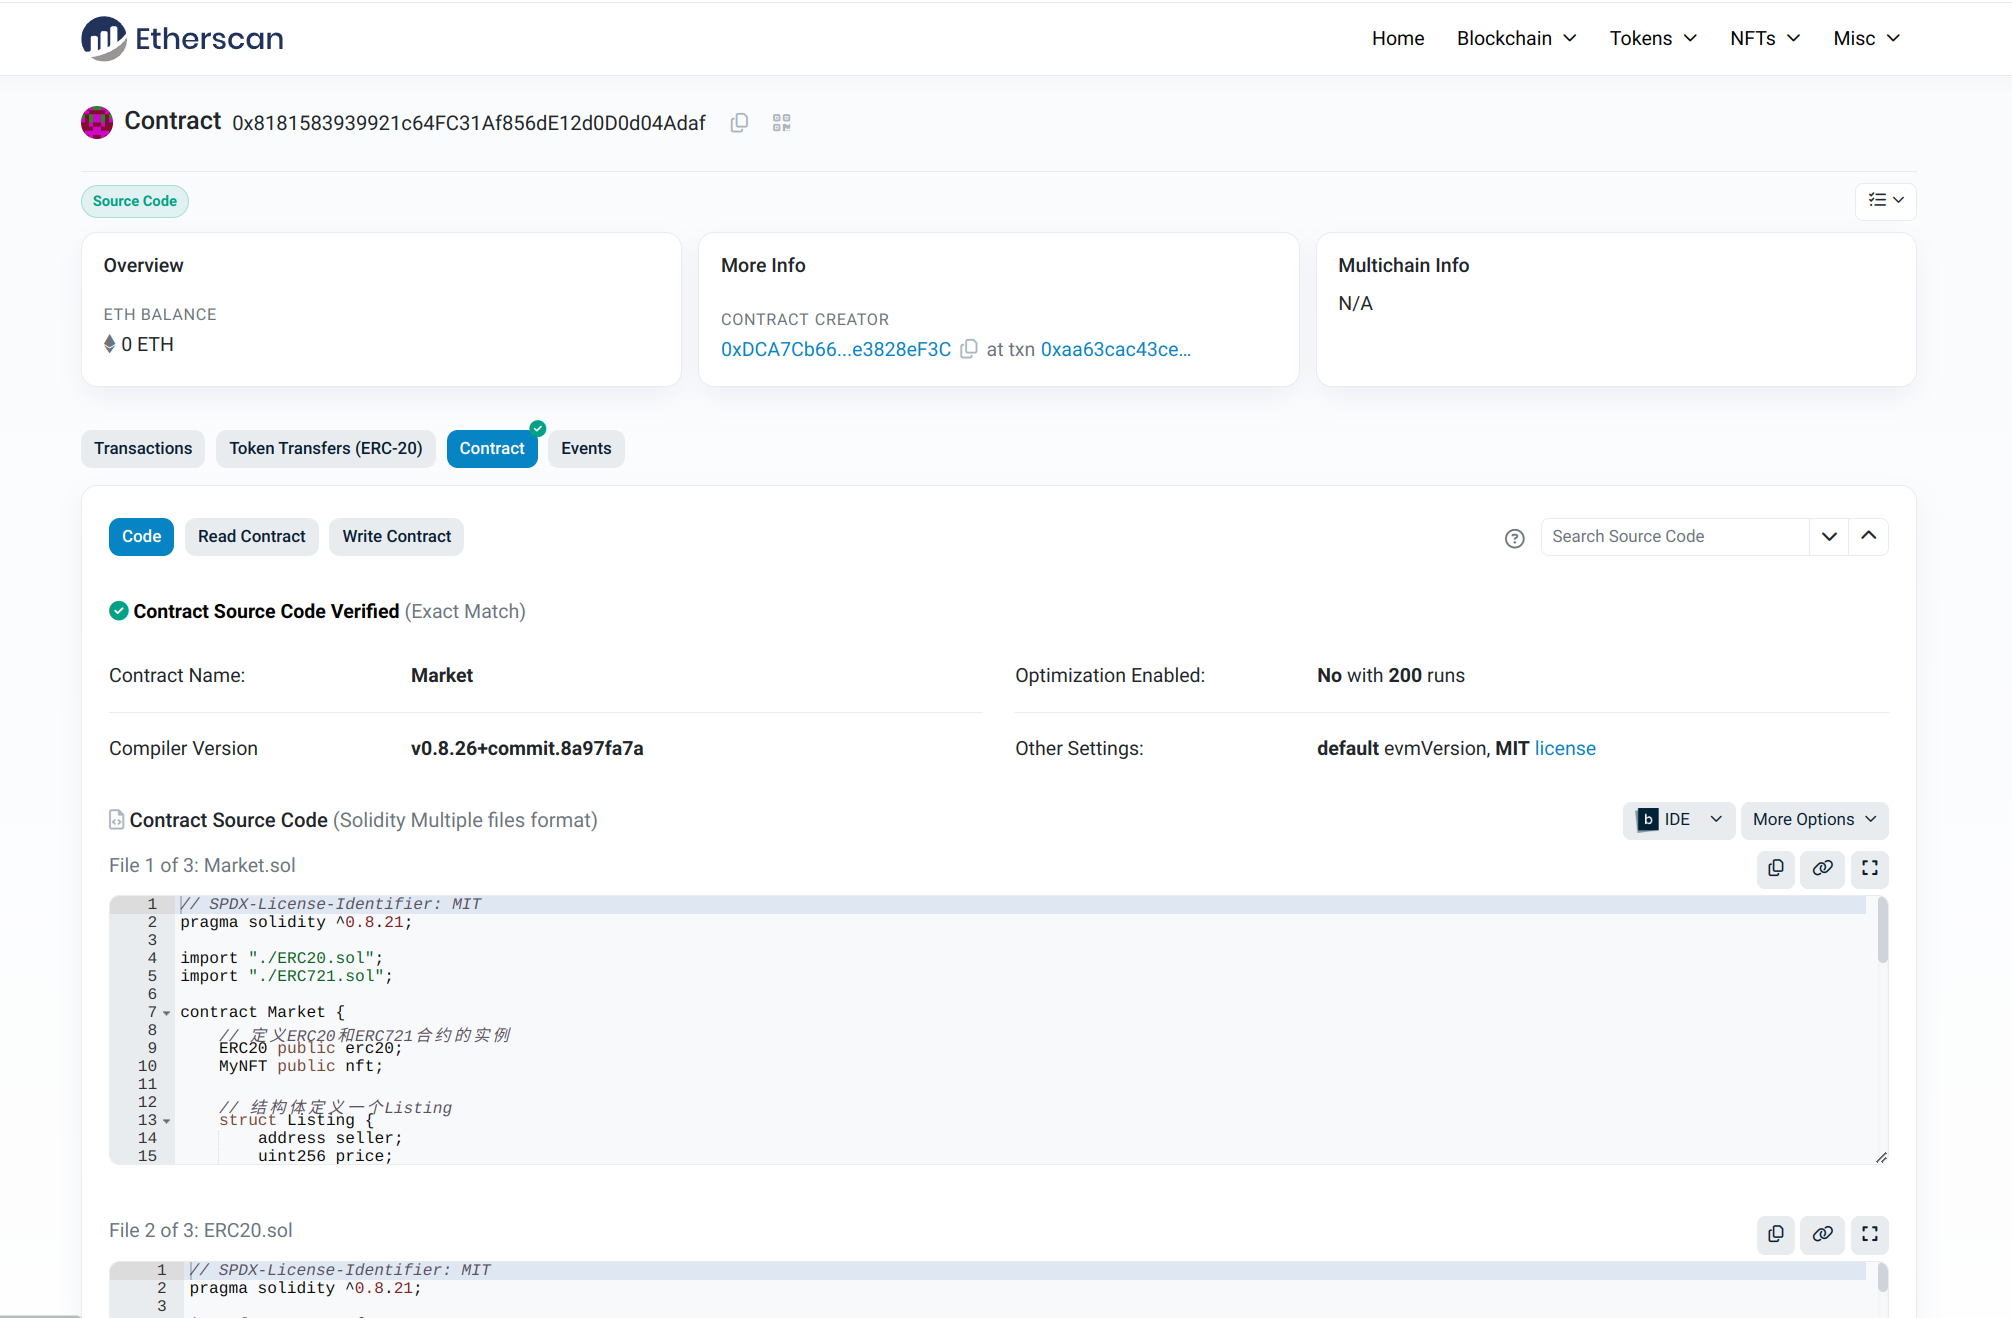 Etherscan
Home Blockchain Tokens NFTs Misc
Contract 0x8181583939921c64FC31Af856dE12d0D0d04Adaf
Source Code
Overview
ETH BALANCE
0 ETH
More Info
CONTRACT CREATOR
0xDCA7Cb66...e3828eF3C at txn 0xaa63cac43ce...
Multichain Info
N/A
Transactions Token Transfers (ERC-20) Contract Events
Code Read Contract Write Contract
Search Source Code
Contract Source Code Verified (Exact Match)
Contract Name: Market
Optimization Enabled: No with 200 runs
Compiler Version v0.8.26+commit.8a97fa7a
Other Settings: default evmVersion, MIT license
Contract Source Code (Solidity Multiple files format)
b IDE More Options
File 1 of 3: Market.sol
1 // SPDX-License-Identifier: MIT
2 pragma solidity ^0.8.21;
3
4 import "./ERC20.sol";
5 import "./ERC721.sol";
6
7 contract Market {
8 // 定义ERC20和ERC721合约的实例
9 ERC20 public erc20;
10 MyNFT public nft;
11
12 // 结构体定义一个Listing
13 struct Listing {
14 address seller;
15 uint256 price;
File 2 of 3: ERC20.sol
1 // SPDX-License-Identifier: MIT
2 pragma solidity ^0.8.21;
3